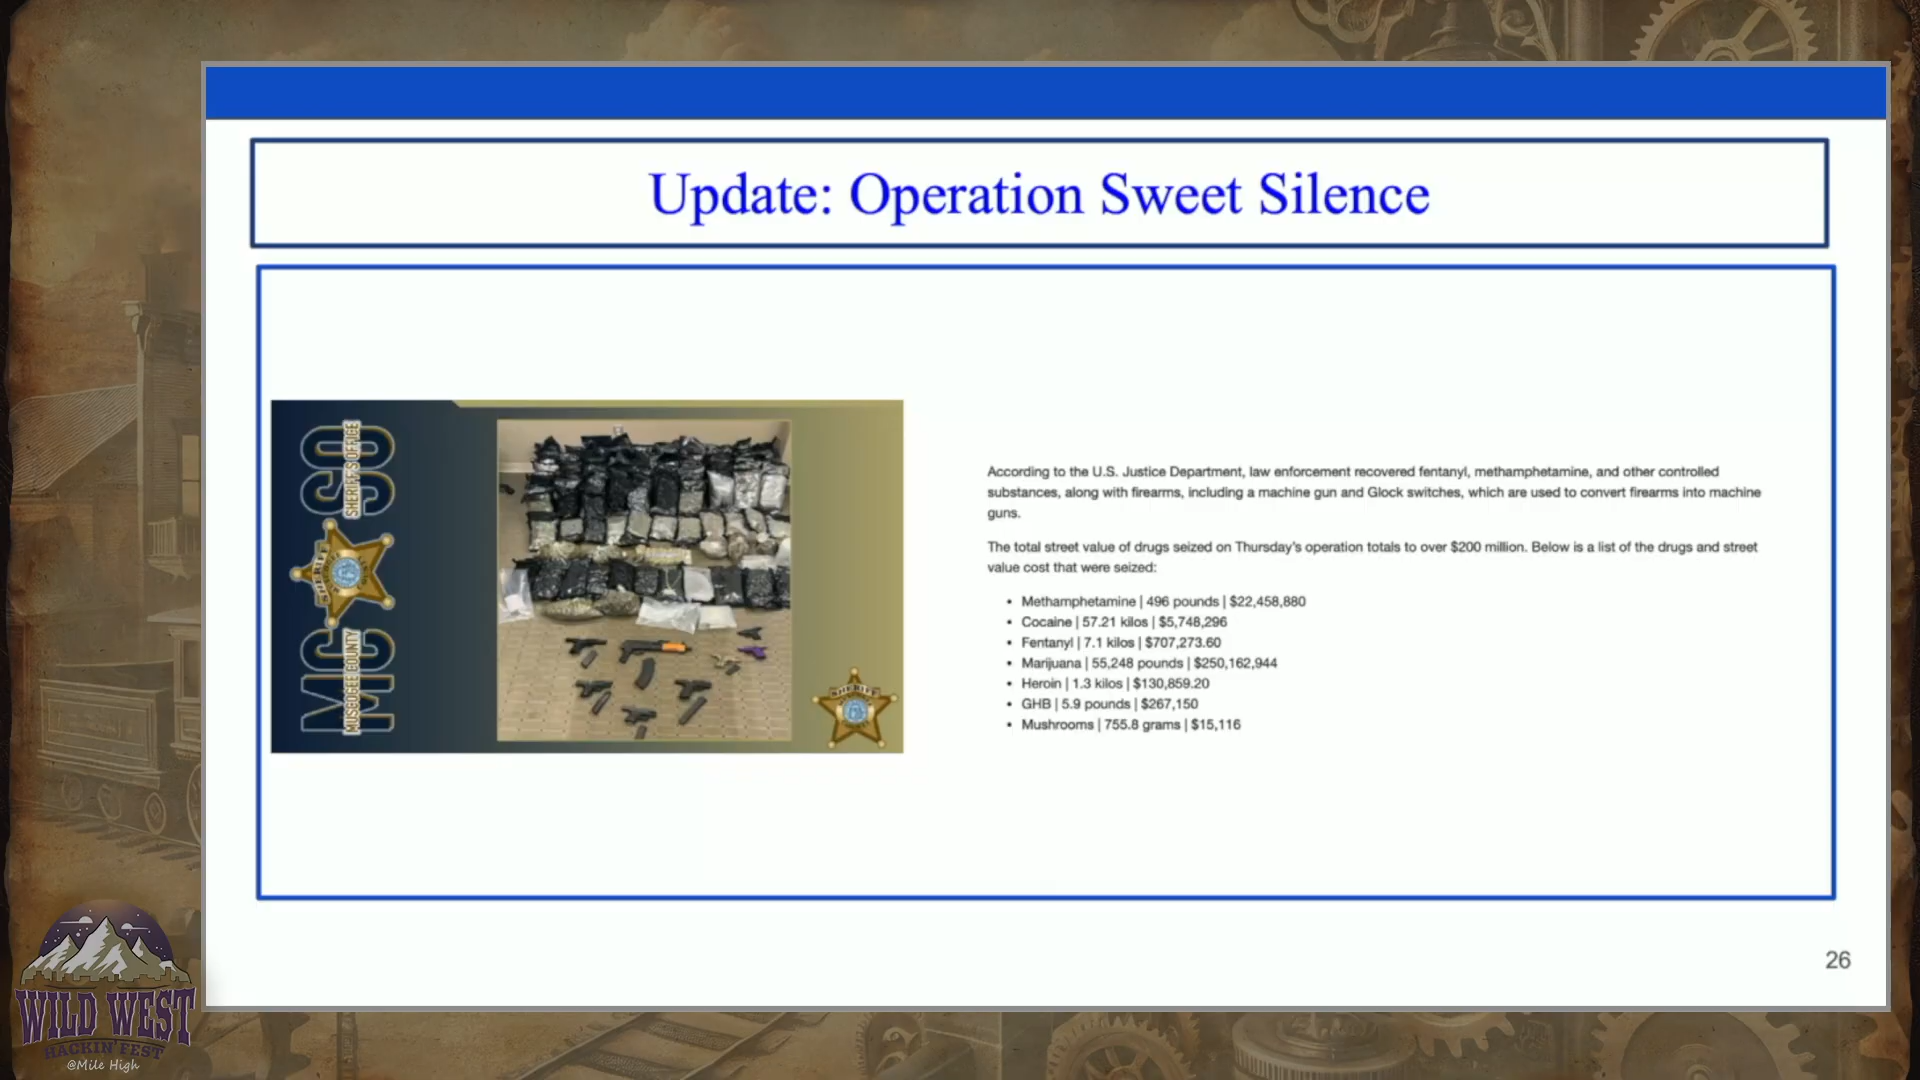 Update: Operation Sweet Silence
MCSO
MUSCOGEE COUNTY
SHERIFF'S OFFICE
SHERIFF
SHERIFF
According to the U.S. Justice Department, law enforcement recovered fentanyl, methamphetamine, and other controlled
substances, along with firearms, including a machine gun and Glock switches, which are used to convert firearms into machine
guns.
The total street value of drugs seized on Thursday's operation totals to over $200 million. Below is a list of the drugs and street
value cost that were seized:
• Methamphetamine | 496 pounds | $22,458,880
• Cocaine | 57.21 kilos | $5,748,296
• Fentanyl | 7.1 kilos | $707,273.60
• Marijuana | 55,248 pounds | $250,162,944
• Heroin | 1.3 kilos | $130,859.20
• GHB | 5.9 pounds | $267,150
• Mushrooms | 755.8 grams | $15,116
26
WILD WEST
HACKIN' FEST
@Mile High